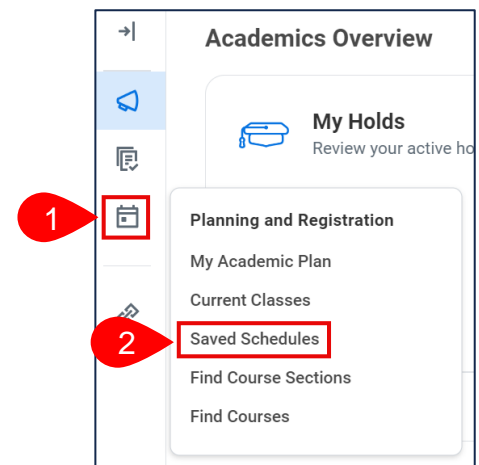 Academics Overview
My Holds
Review your active ho
1
Planning and Registration
My Academic Plan
Current Classes
2
Saved Schedules
Find Course Sections
Find Courses